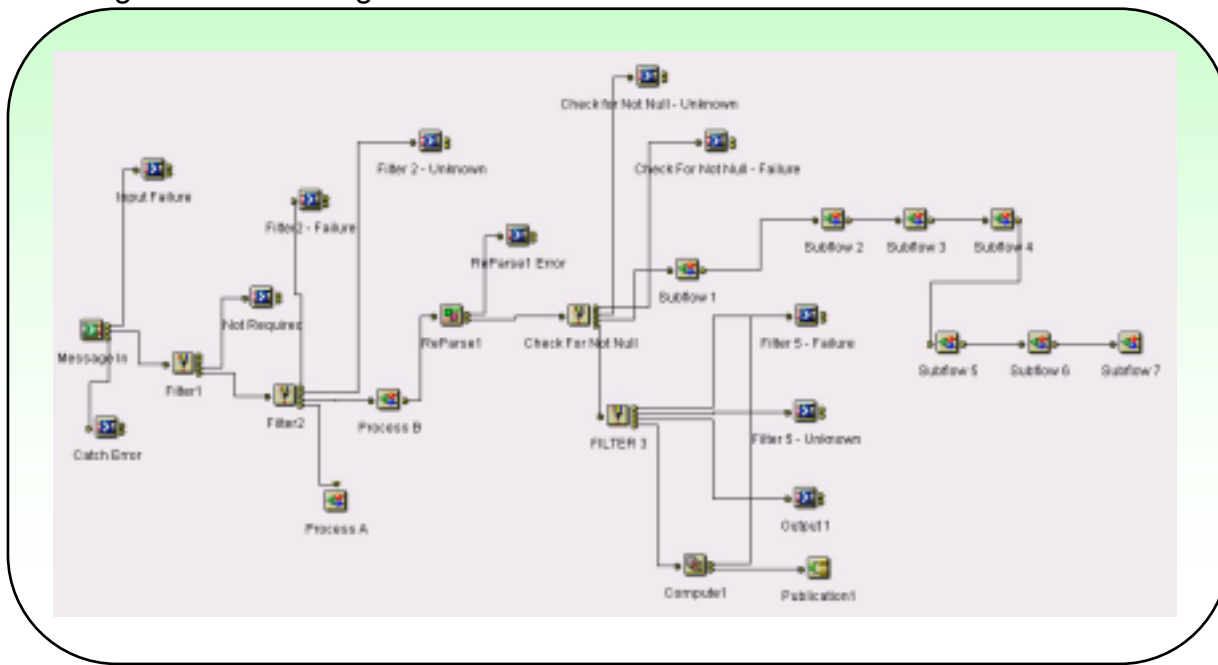 Check for Not Null - Unknown
Filter 2 - Unknown
Check For Not Null - Failure
Input Failure
Filter2 - Failure
ReParse1 Error
Subflow 2
Subflow 3
Subflow 4
Subflow 1
Not Required
Message In
ReParse1
Check For Not Null
Filter 5 - Failure
Subflow 5
Subflow 6
Subflow 7
Filter1
Filter2
Process B
Catch Error
FILTER 3
Filter 5 - Unknown
Process A
Output1
Compute1
Publication1